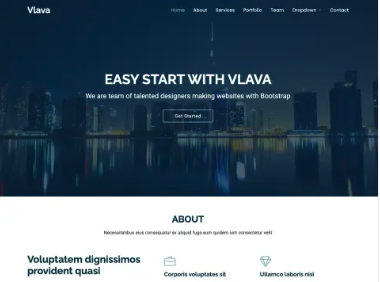 Vlava
Home About Services Portfolio Team Dropdown Contact
EASY START WITH VLAVA
We are team of talented designers making websites with Bootstrap
Get Started
ABOUT
Necessitatibus eius consequatur ex aliquid fuga eum quidem sint consectetur velit
Voluptatem dignissimos
provident quasi
Corporis voluptates sit
Ullamco laboris nisi